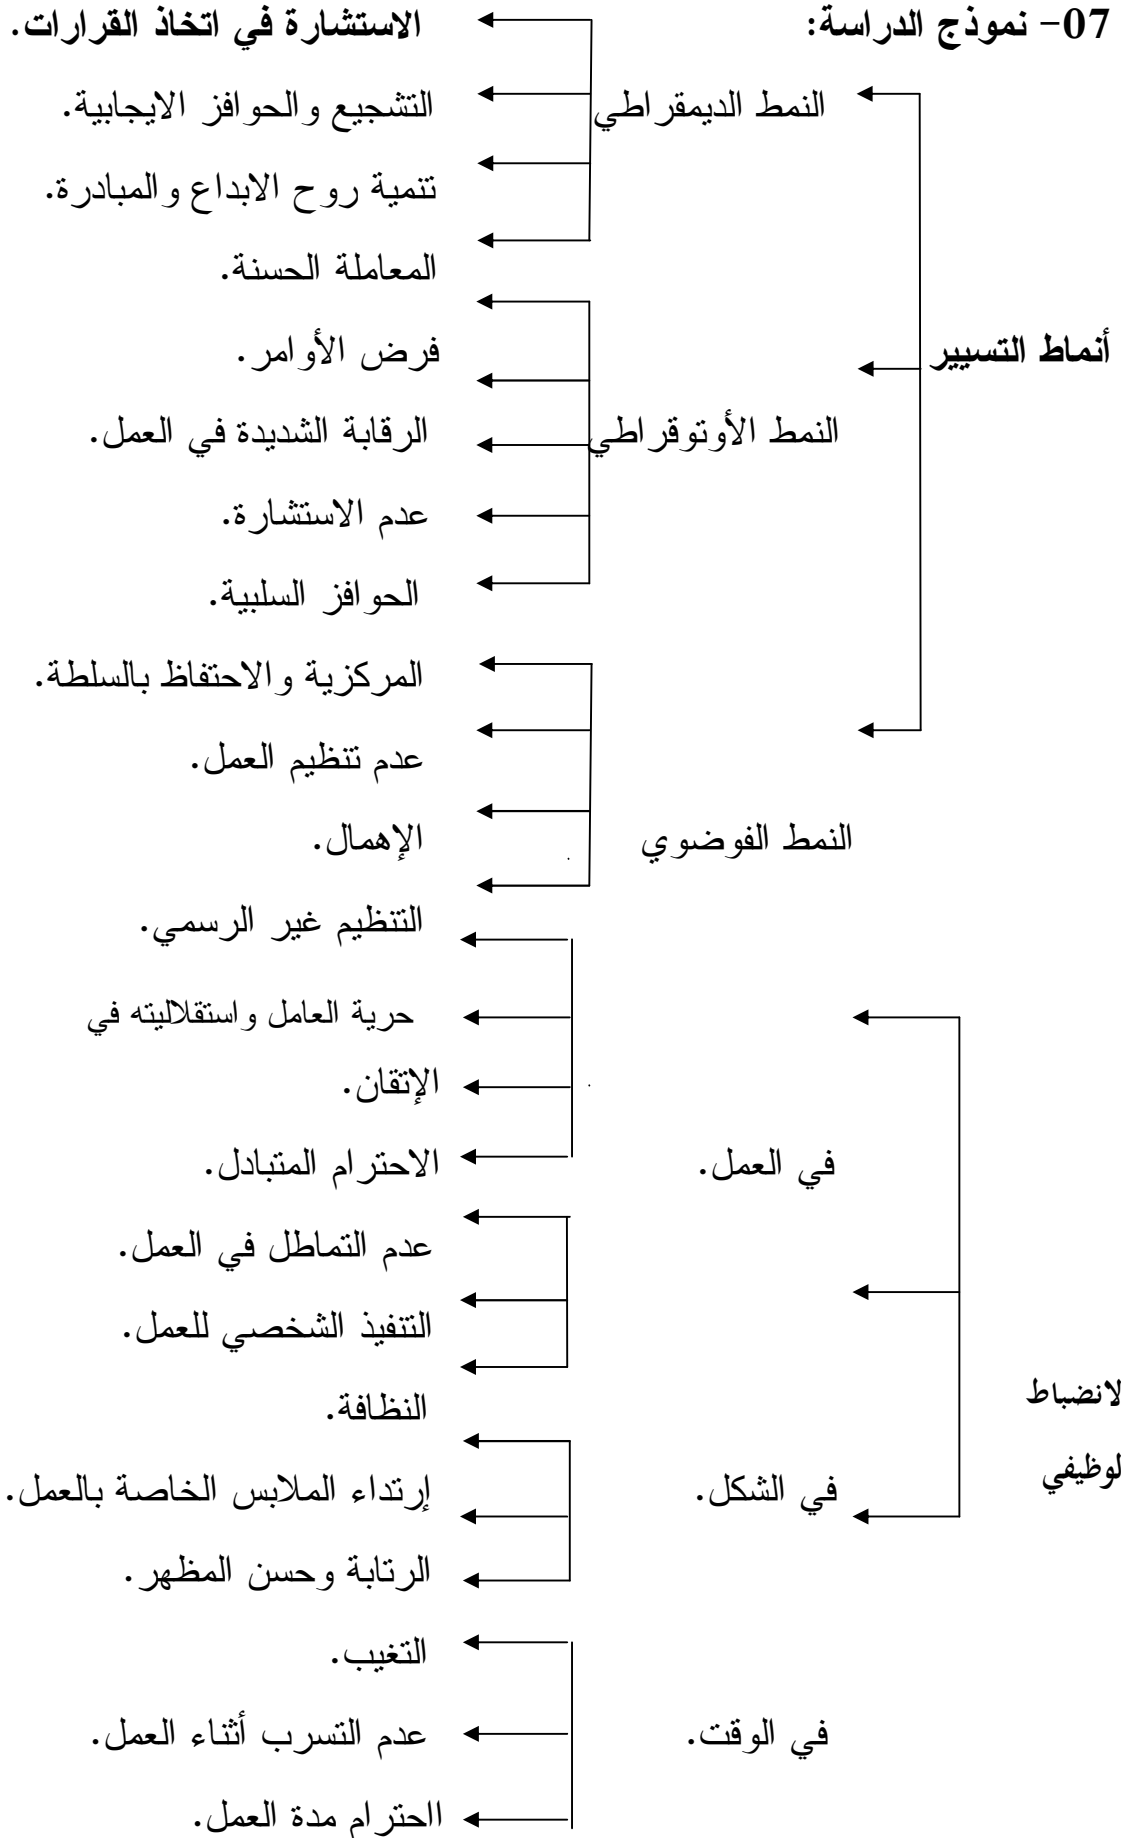 07- نموذج الدراسة:
الاستشارة في اتخاذ القرارات.
النمط الديمقراطي
التشجيع والحوافز الايجابية.
تنمية روح الابداع والمبادرة.
المعاملة الحسنة.
أنماط التسيير
فرض الأوامر.
النمط الأوتوقراطي
الرقابة الشديدة في العمل.
عدم الاستشارة.
الحوافز السلبية.
المركزية والاحتفاظ بالسلطة.
عدم تنظيم العمل.
النمط الفوضوي
الإهمال.
التنظيم غير الرسمي.
حرية العامل واستقلاليته في
الإتقان.
في العمل.
الاحترام المتبادل.
عدم التماطل في العمل.
التنفيذ الشخصي للعمل.
لانضباط
النظافة.
لوظيفي
في الشكل.
إرتداء الملابس الخاصة بالعمل.
الرتابة وحسن المظهر.
التغيب.
في الوقت.
عدم التسرب أثناء العمل.
ااحترام مدة العمل.